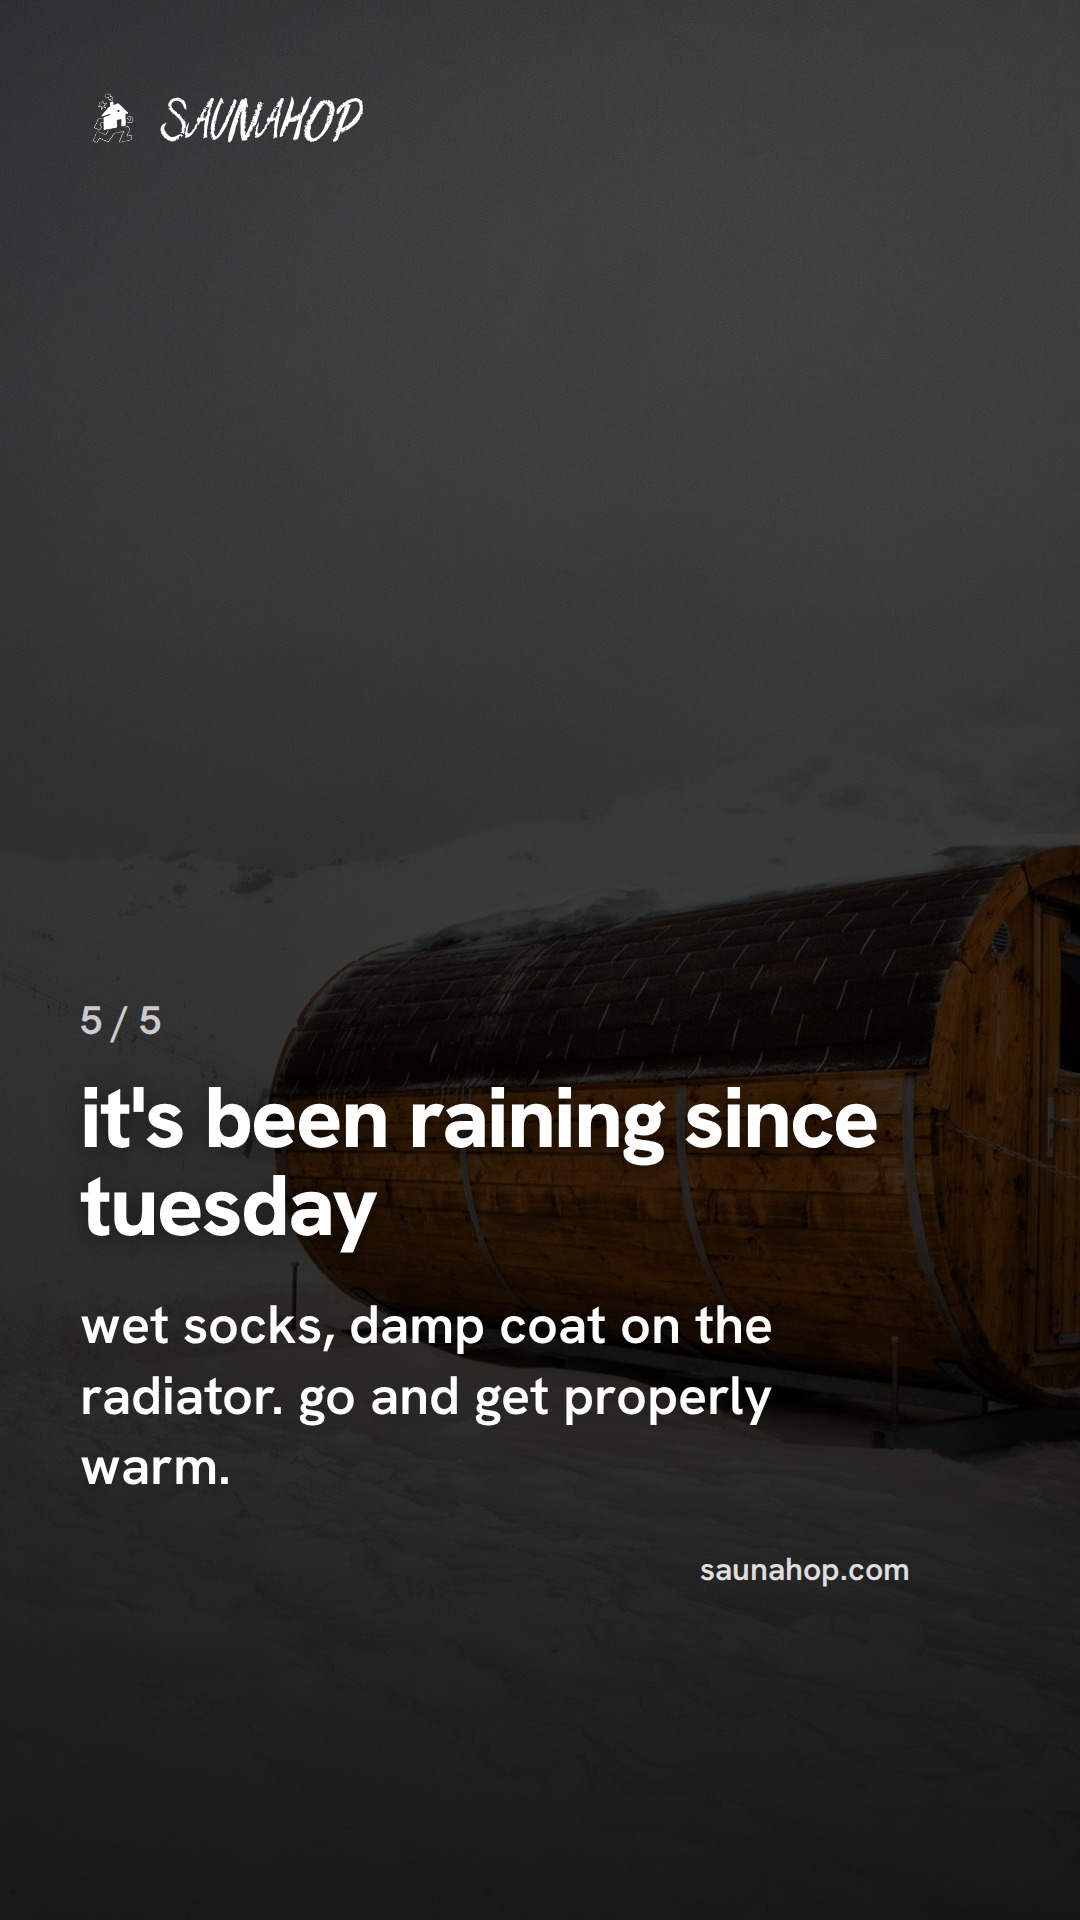 SAUNAHOP
5 / 5
it's been raining since
tuesday
wet socks, damp coat on the
radiator. go and get properly
warm.
saunahop.com